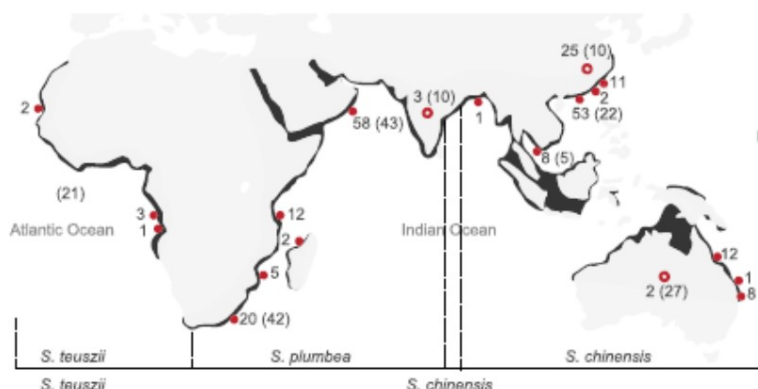 25 (10)
11
3 (10)
2
2
53 (22)
58 (43)
1
8 (5)
(21)
3
12
Atlantic Ocean
1
Indian Ocean
2
12
5
1
2 (27)
8
20 (42)
S. teuszii
S. plumbea
S. chinensis
S. teuszii
S. chinensis